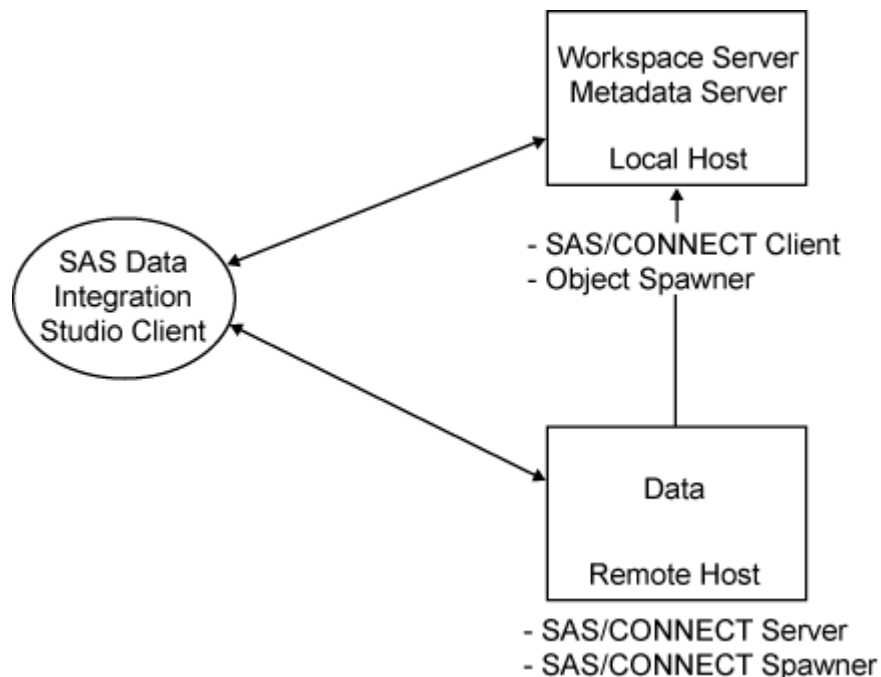 Workspace Server
Metadata Server
Local Host
- SAS/CONNECT Client
- Object Spawner
SAS Data
Integration
Studio Client
Data
Remote Host
- SAS/CONNECT Server
- SAS/CONNECT Spawner